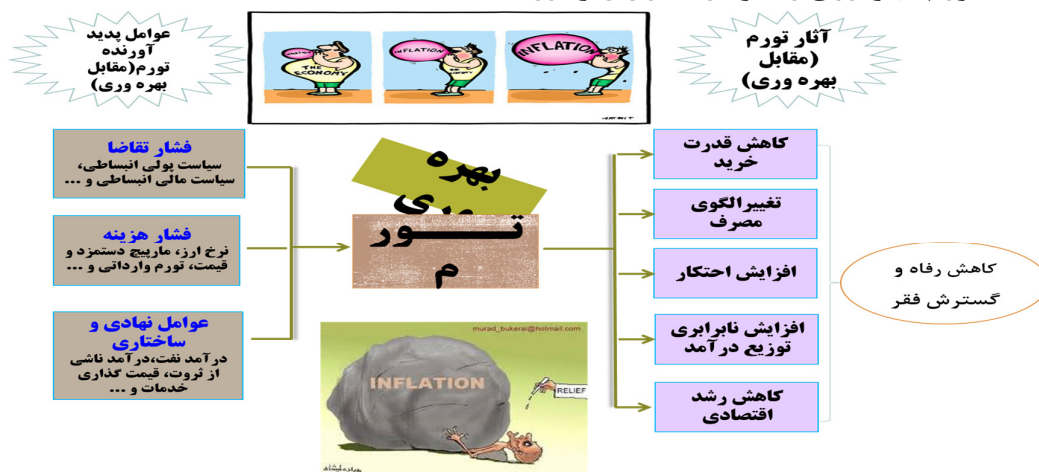 عوامل پدید
آورنده
تورم(مقابل
بهره وری)
THE
ECONOMY
INFLATION
INFLATION
آثار تورم
(مقابل
بهره وری)
فشار تقاضا
سیاست پولی انبساطی،
سیاست مالی انبساطی و ...
فشار هزینه
نرخ ارز، مارپیچ دستمزد و
قیمت، تورم وارداتی و ...
عوامل نهادی و
ساختاری
درآمد نفت،درآمد ناشی
از ثروت، قیمت گذاری
خدمات و ...
بهره
وری
تـــــور
م
murad_bukerai@hotmail.com
INFLATION
RELIEF
کاهش قدرت
خرید
تغییرالگوی
مصرف
افزایش احتکار
افزایش نابرابری
توزیع درآمد
کاهش رشد
اقتصادی
کاهش رفاه و
گسترش فقر